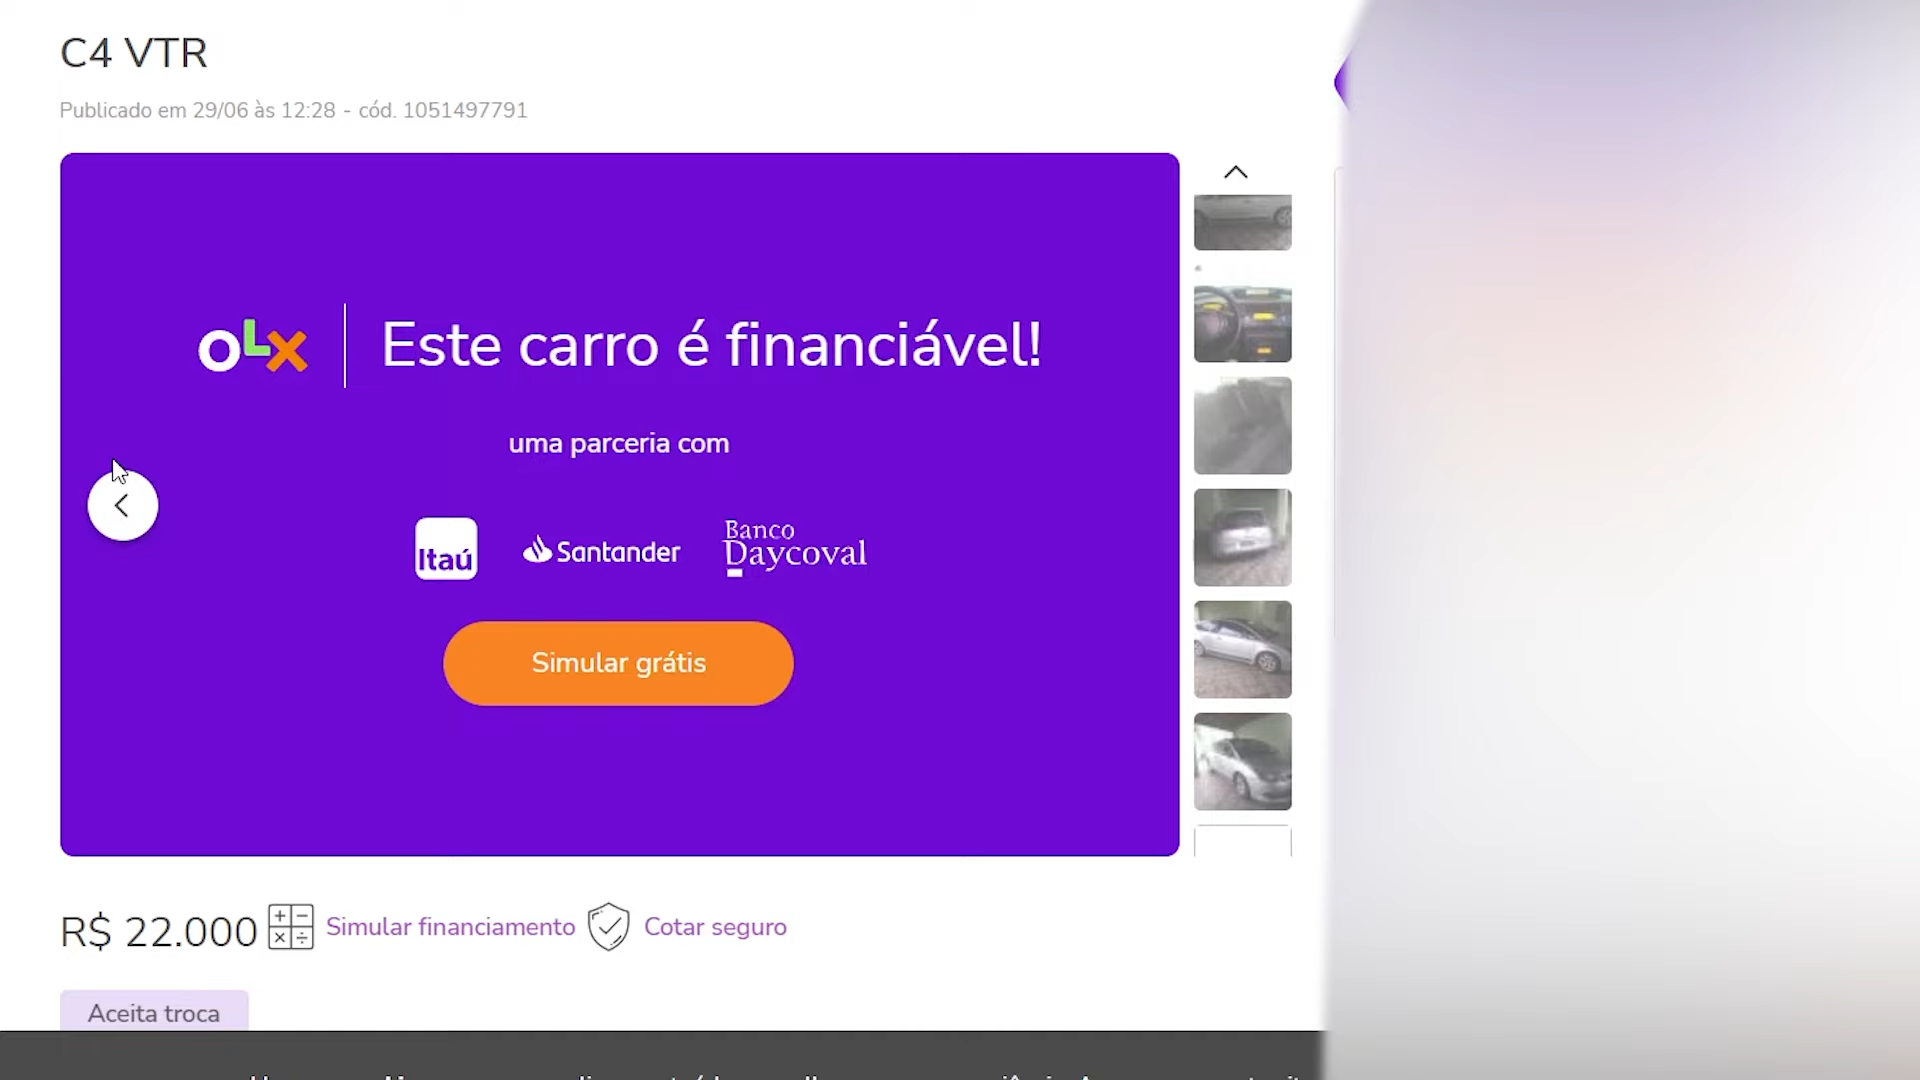 C4 VTR
Publicado em 29/06 às 12:28 - cód. 1051497791
OLX
Este carro é financiável!
uma parceria com
Itaú
Santander
Banco
Daycoval
Simular grátis
R$ 22.000
Simular financiamento
Cotar seguro
Aceita troca